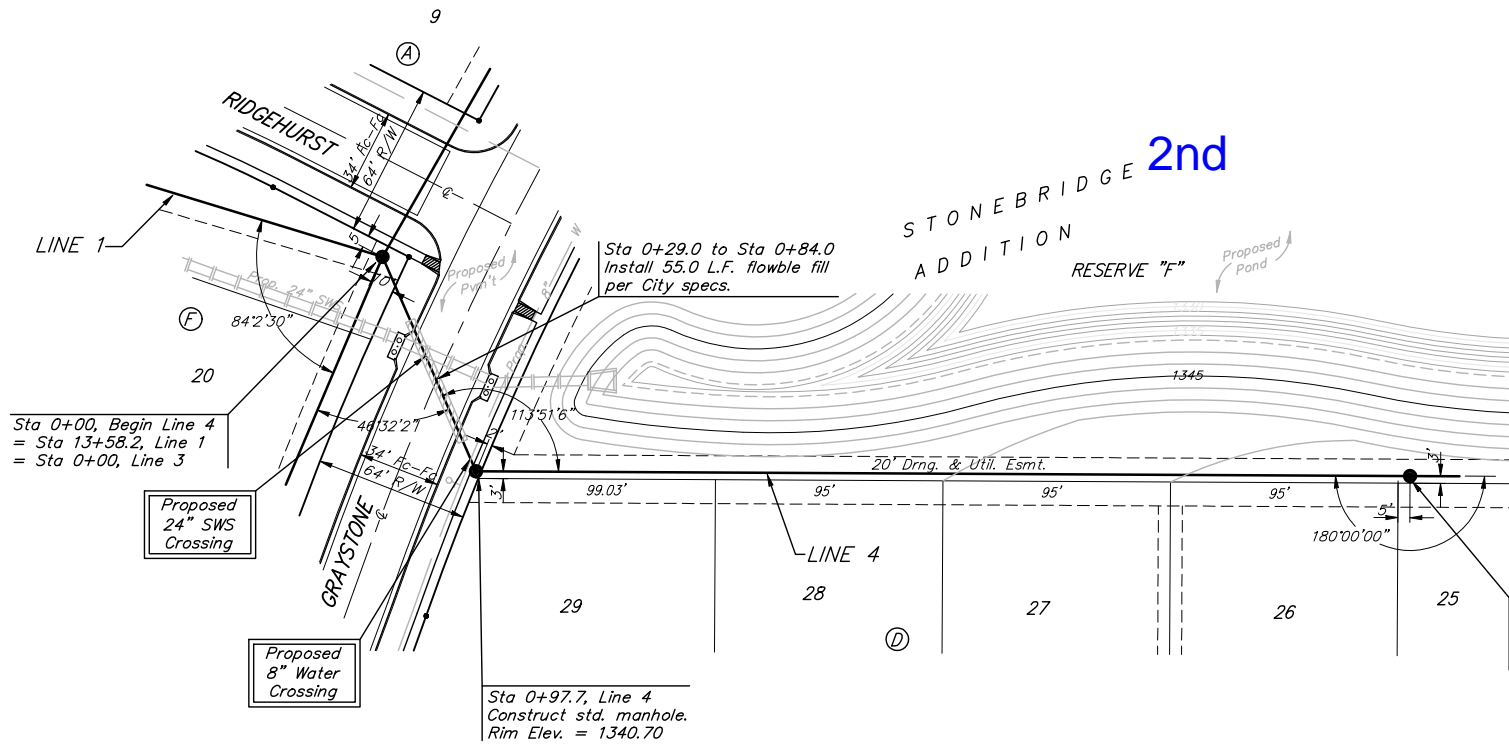 9
A
RIDGEHURST
34' Fc-Fc
64' R/W
℄
STONEBRIDGE 2nd
ADDITION
LINE 1
5'
10'
Proposed
Pvm't
W
8"
Prop.
Sta 0+29.0 to Sta 0+84.0
Install 55.0 L.F. flowble fill
per City specs.
RESERVE "F"
Proposed
Pond
Prop. 24" SWS
F
84°2'30"
20
1345
Sta 0+00, Begin Line 4
= Sta 13+58.2, Line 1
= Sta 0+00, Line 3
46°32'21"
113°51'6"
2'
34' Fc-Fc
64' R/W
℄
20' Drng. & Util. Esmt.
3'
3'
99.03'
95'
95'
95'
5'
180°00'00"
Proposed
24" SWS
Crossing
GRAYSTONE
LINE 4
29
28
27
26
25
D
Proposed
8" Water
Crossing
Sta 0+97.7, Line 4
Construct std. manhole.
Rim Elev. = 1340.70